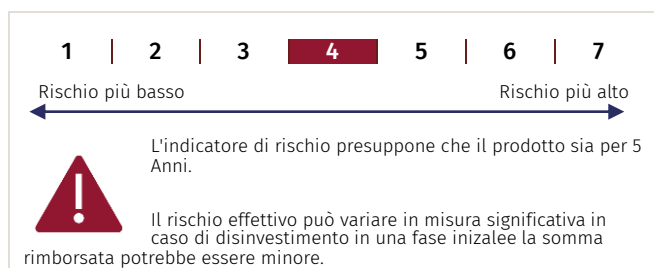 1 | 2 | 3 | 4 5 | 6 | 7
Rischio più basso Rischio più alto
L'indicatore di rischio presuppone che il prodotto sia per 5
Anni.
Il rischio effettivo può variare in misura significativa in
caso di disinvestimento in una fase inizalee la somma
rimborsata potrebbe essere minore.